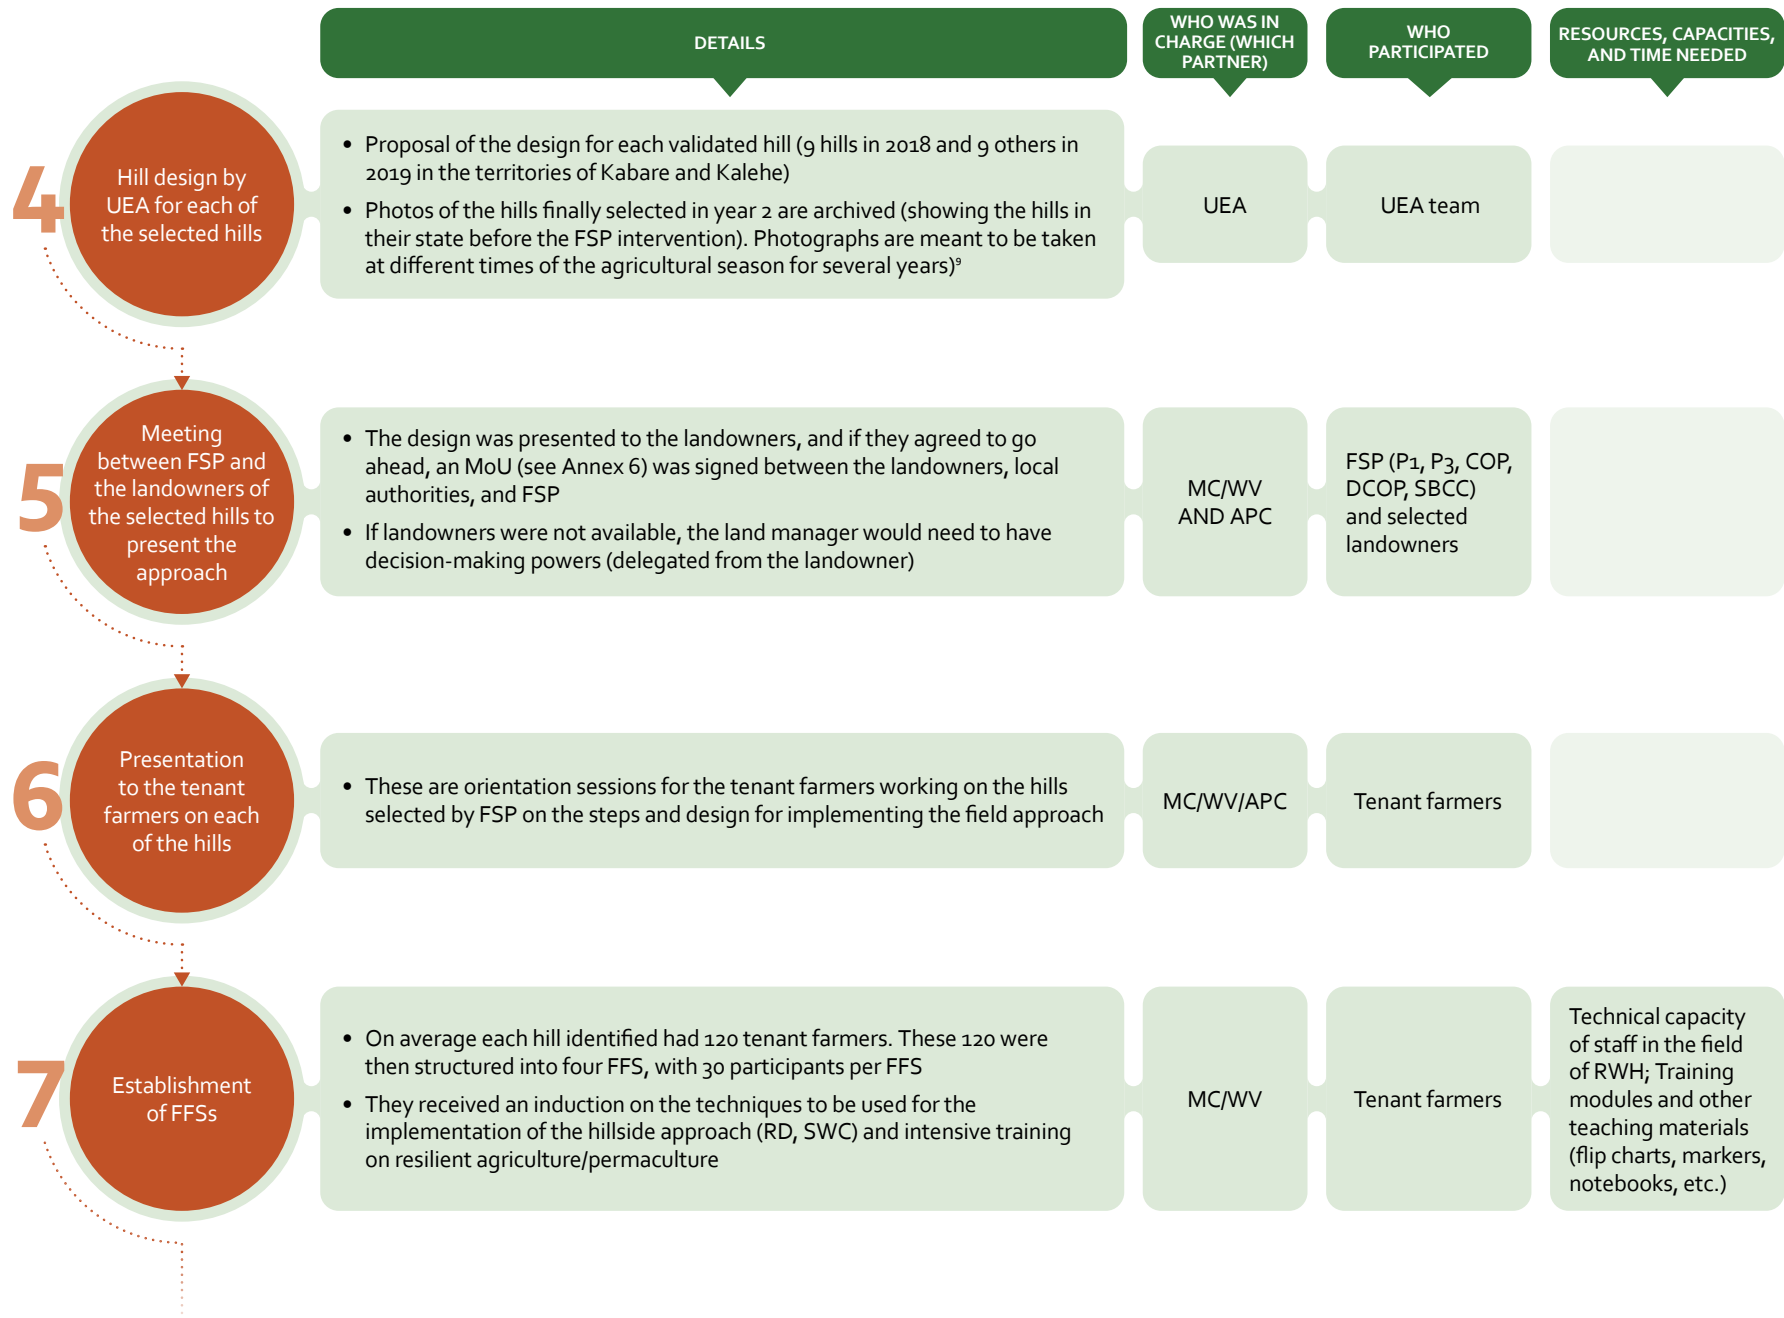 DETAILS
WHO WAS IN
CHARGE (WHICH
PARTNER)
WHO
PARTICIPATED
RESOURCES, CAPACITIES,
AND TIME NEEDED
4
Hill design by
UEA for each of
the selected hills
• Proposal of the design for each validated hill (9 hills in 2018 and 9 others in
2019 in the territories of Kabare and Kalehe)
• Photos of the hills finally selected in year 2 are archived (showing the hills in
their state before the FSP intervention). Photographs are meant to be taken
at different times of the agricultural season for several years)⁹
UEA
UEA team
5
Meeting
between FSP and
the landowners of
the selected hills to
present the
approach
• The design was presented to the landowners, and if they agreed to go
ahead, an MoU (see Annex 6) was signed between the landowners, local
authorities, and FSP
• If landowners were not available, the land manager would need to have
decision-making powers (delegated from the landowner)
MC/WV
AND APC
FSP (P1, P3, COP,
DCOP, SBCC)
and selected
landowners
6
Presentation
to the tenant
farmers on each
of the hills
• These are orientation sessions for the tenant farmers working on the hills
selected by FSP on the steps and design for implementing the field approach
MC/WV/APC
Tenant farmers
7
Establishment
of FFSs
• On average each hill identified had 120 tenant farmers. These 120 were
then structured into four FFS, with 30 participants per FFS
• They received an induction on the techniques to be used for the
implementation of the hillside approach (RD, SWC) and intensive training
on resilient agriculture/permaculture
MC/WV
Tenant farmers
Technical capacity
of staff in the field
of RWH; Training
modules and other
teaching materials
(flip charts, markers,
notebooks, etc.)